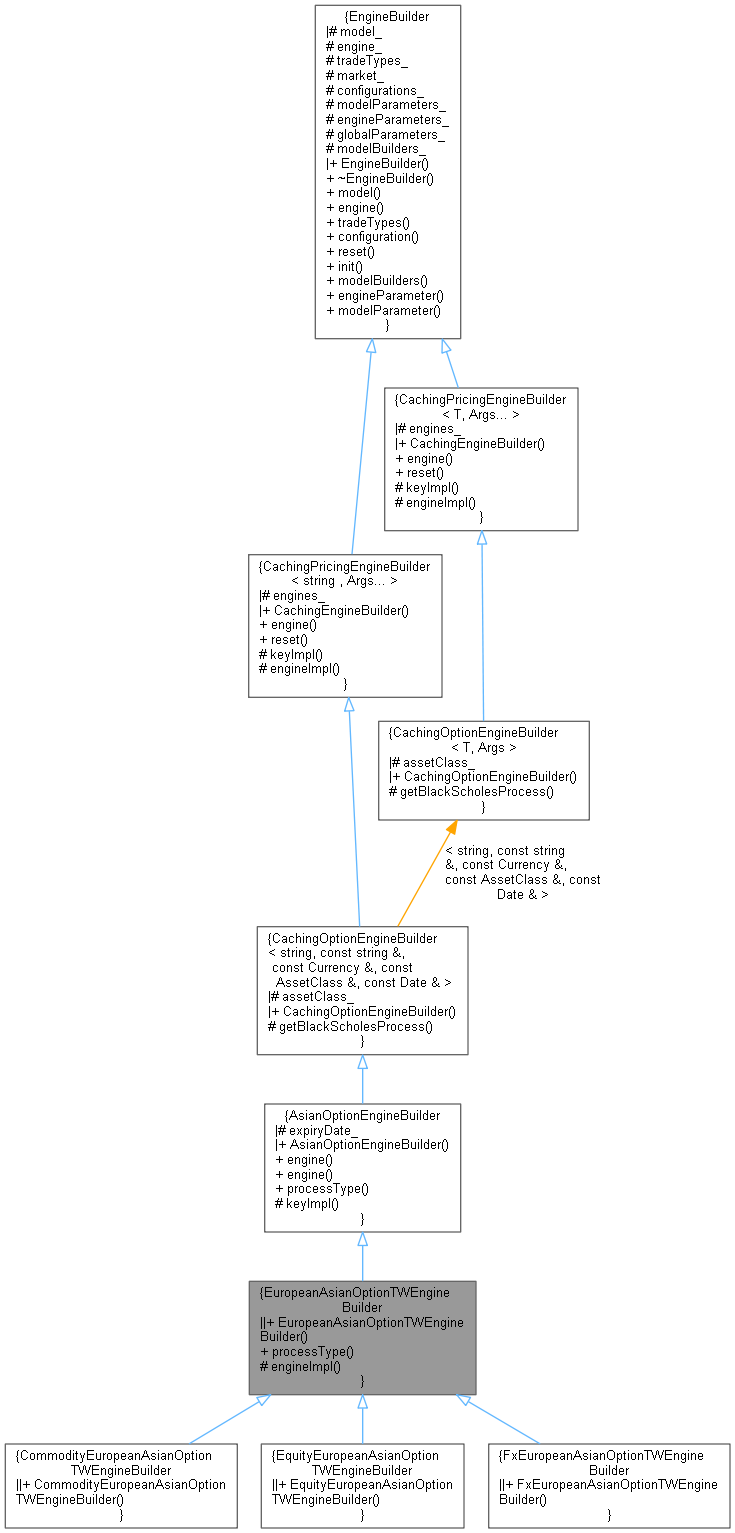 {EngineBuilder
|# model_
# engine_
# tradeTypes_
# market_
# configurations_
# modelParameters_
# engineParameters_
# globalParameters_
# modelBuilders_
|+ EngineBuilder()
+ ~EngineBuilder()
+ model()
+ engine()
+ tradeTypes()
+ configuration()
+ reset()
+ init()
+ modelBuilders()
+ engineParameter()
+ modelParameter()
}
{CachingPricingEngineBuilder
< T, Args... >
|# engines_
|+ CachingEngineBuilder()
+ engine()
+ reset()
# keyImpl()
# engineImpl()
}
{CachingPricingEngineBuilder
< string , Args... >
|# engines_
|+ CachingEngineBuilder()
+ engine()
+ reset()
# keyImpl()
# engineImpl()
}
{CachingOptionEngineBuilder
< T, Args >
|# assetClass_
|+ CachingOptionEngineBuilder()
# getBlackScholesProcess()
}
< string, const string
&, const Currency &,
const AssetClass &, const
Date & >
{CachingOptionEngineBuilder
< string, const string &,
const Currency &, const
AssetClass &, const Date & >
|# assetClass_
|+ CachingOptionEngineBuilder()
# getBlackScholesProcess()
}
{AsianOptionEngineBuilder
|# expiryDate_
|+ AsianOptionEngineBuilder()
+ engine()
+ engine()
+ processType()
# keyImpl()
}
{EuropeanAsianOptionTWEngine
Builder
||+ EuropeanAsianOptionTWEngine
Builder()
+ processType()
# engineImpl()
}
{CommodityEuropeanAsianOption
TWEngineBuilder
||+ CommodityEuropeanAsianOption
TWEngineBuilder()
}
{EquityEuropeanAsianOption
TWEngineBuilder
||+ EquityEuropeanAsianOption
TWEngineBuilder()
}
{FxEuropeanAsianOptionTWEngine
Builder
||+ FxEuropeanAsianOptionTWEngine
Builder()
}